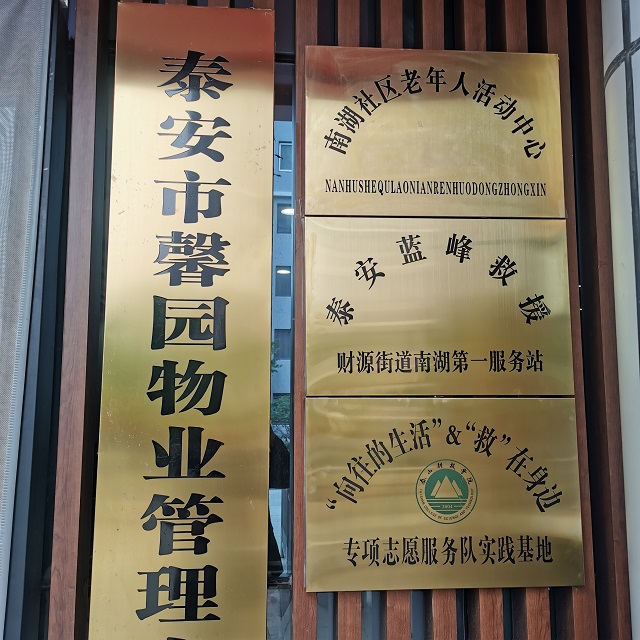 泰安市馨园物业管理
南湖社区老年人活动中心
NANHUSHEQULAONIANRENHUODONGZHONGXIN
泰安蓝峰救援
财源街道南湖第一服务站
“向往的生活”&“救”在身边
专项志愿服务队实践基地